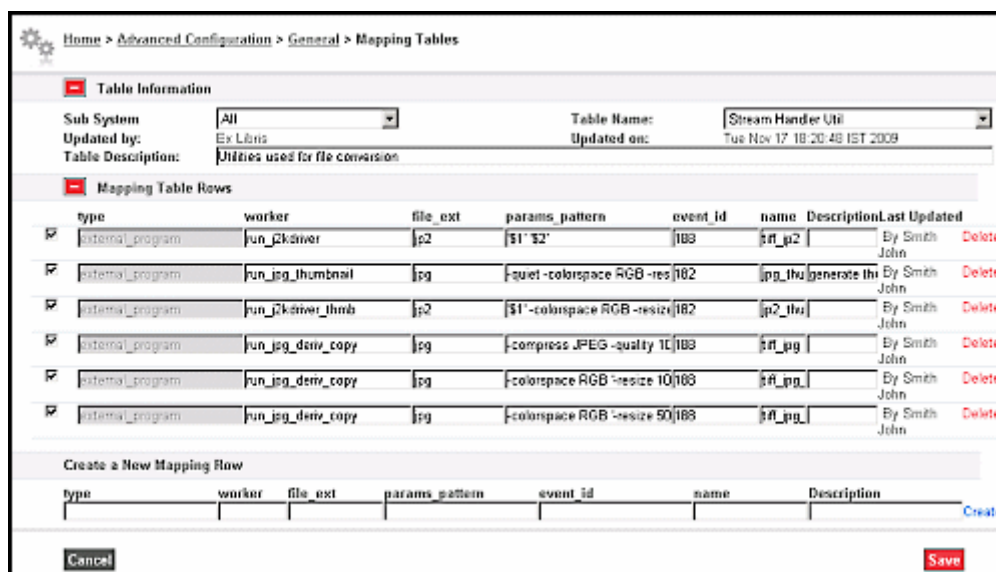 Home > Advanced Configuration > General > Mapping Tables
Table Information
Sub System All Table Name: Stream Handler Util
Updated by: Ex Libris Updated on: Tue Nov 17 18:20:48 IST 2009
Table Description: Utilities used for file conversion
Mapping Table Rows
type worker file_ext params_pattern event_id name Description Last Updated
external_program run_j2kdriver jp2 '$1' '$2' 188 tiff_jp2 By Smith John Delete
external_program run_jpg_thumbnail jpg -quiet -colorspace RGB -res 182 jpg_thu generate th By Smith John Delete
external_program run_j2kdriver_thmb jp2 '$1' -colorspace RGB -resize 182 jp2_thu By Smith John Delete
external_program run_jpg_deriv_copy jpg -compress JPEG -quality 10 188 tiff_jpg By Smith John Delete
external_program run_jpg_deriv_copy jpg -colorspace RGB '-resize 10 188 tiff_jpg_ By Smith John Delete
external_program run_jpg_deriv_copy jpg -colorspace RGB '-resize 50 188 tiff_jpg_ By Smith John Delete
Create a New Mapping Row
type worker file_ext params_pattern event_id name Description
Create
Cancel Save